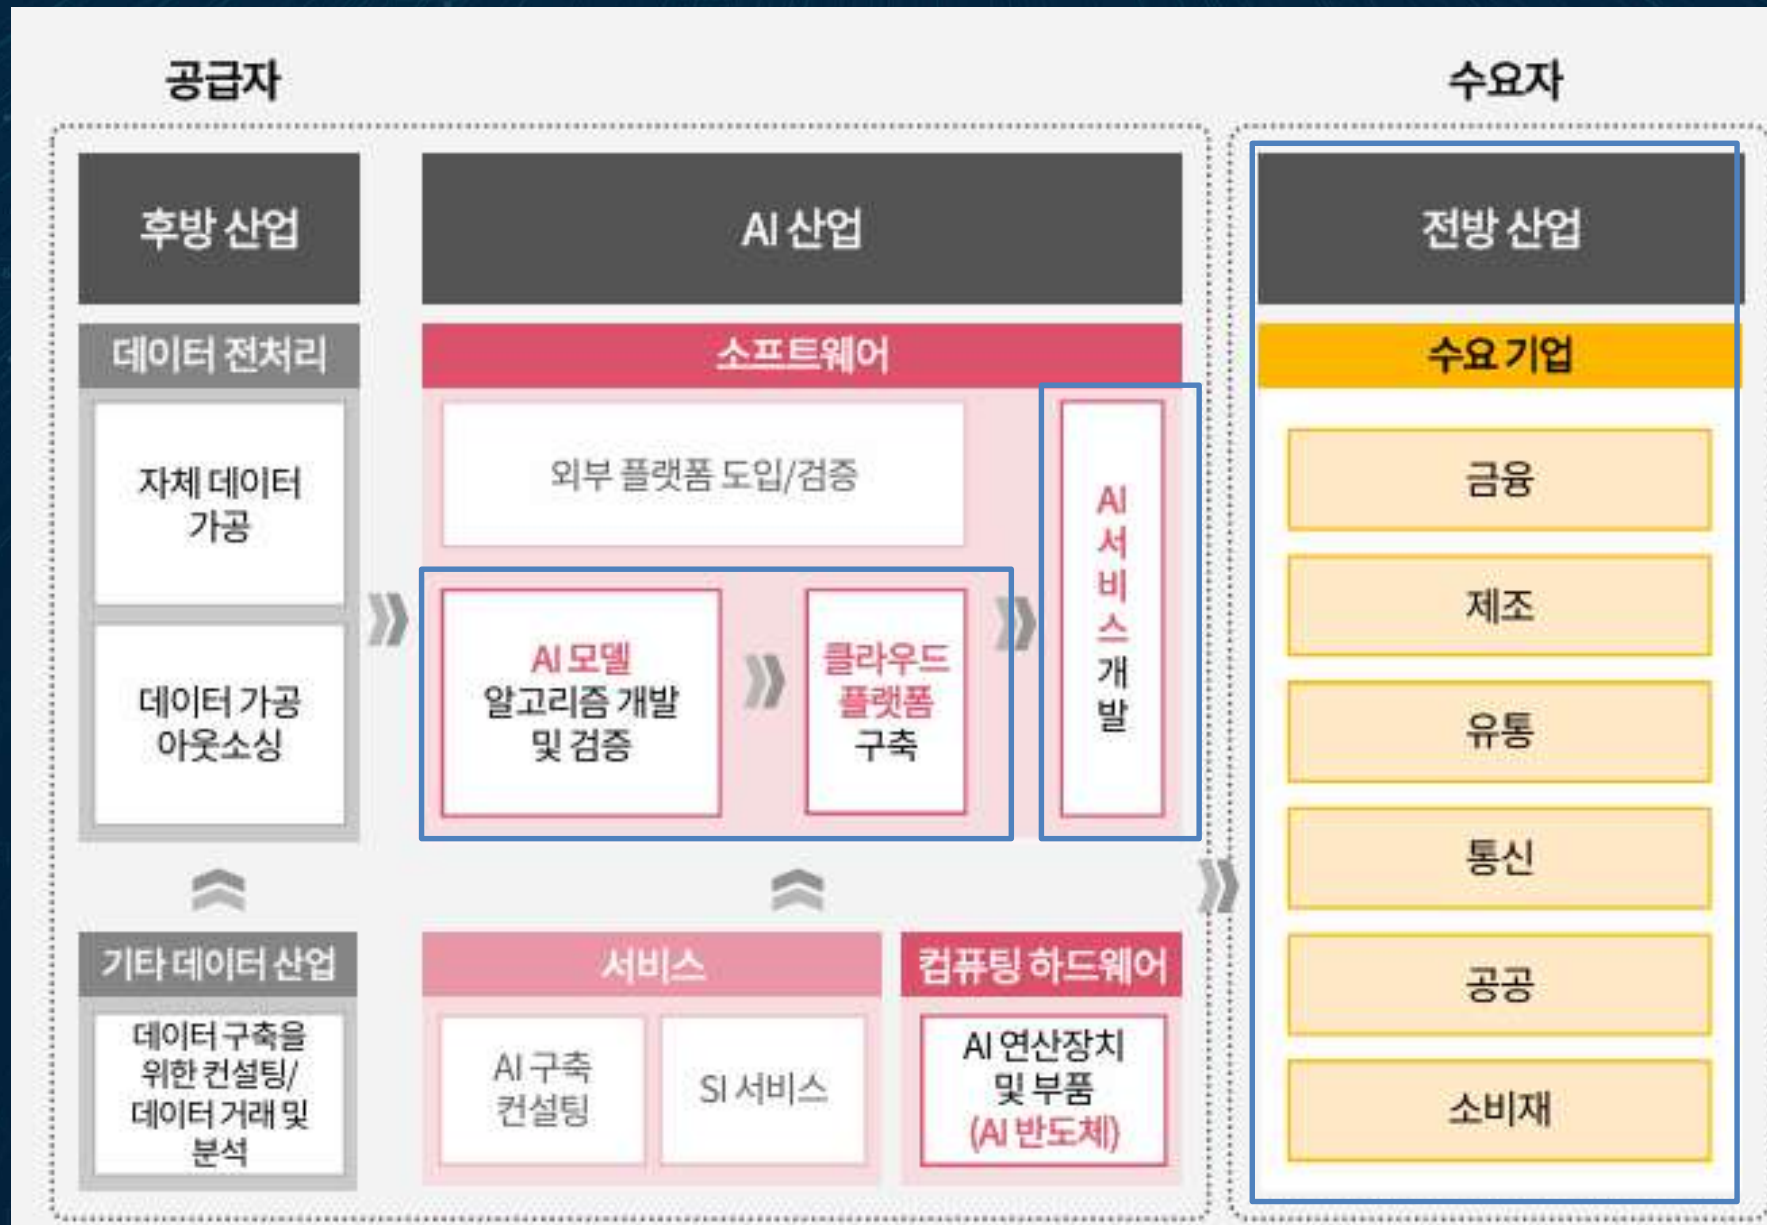 공급자
수요자
후방 산업
AI 산업
전방 산업
데이터 전처리
자체 데이터
가공
데이터 가공
아웃소싱
소프트웨어
외부 플랫폼 도입/검증
AI 모델
알고리즘 개발
및 검증
클라우드
플랫폼
구축
AI
서
비
스
개
발
기타 데이터 산업
데이터 구축을
위한 컨설팅/
데이터 거래 및
분석
서비스
AI 구축
컨설팅
SI 서비스
컴퓨팅 하드웨어
AI 연산장치
및 부품
(AI 반도체)
수요 기업
금융
제조
유통
통신
공공
소비재